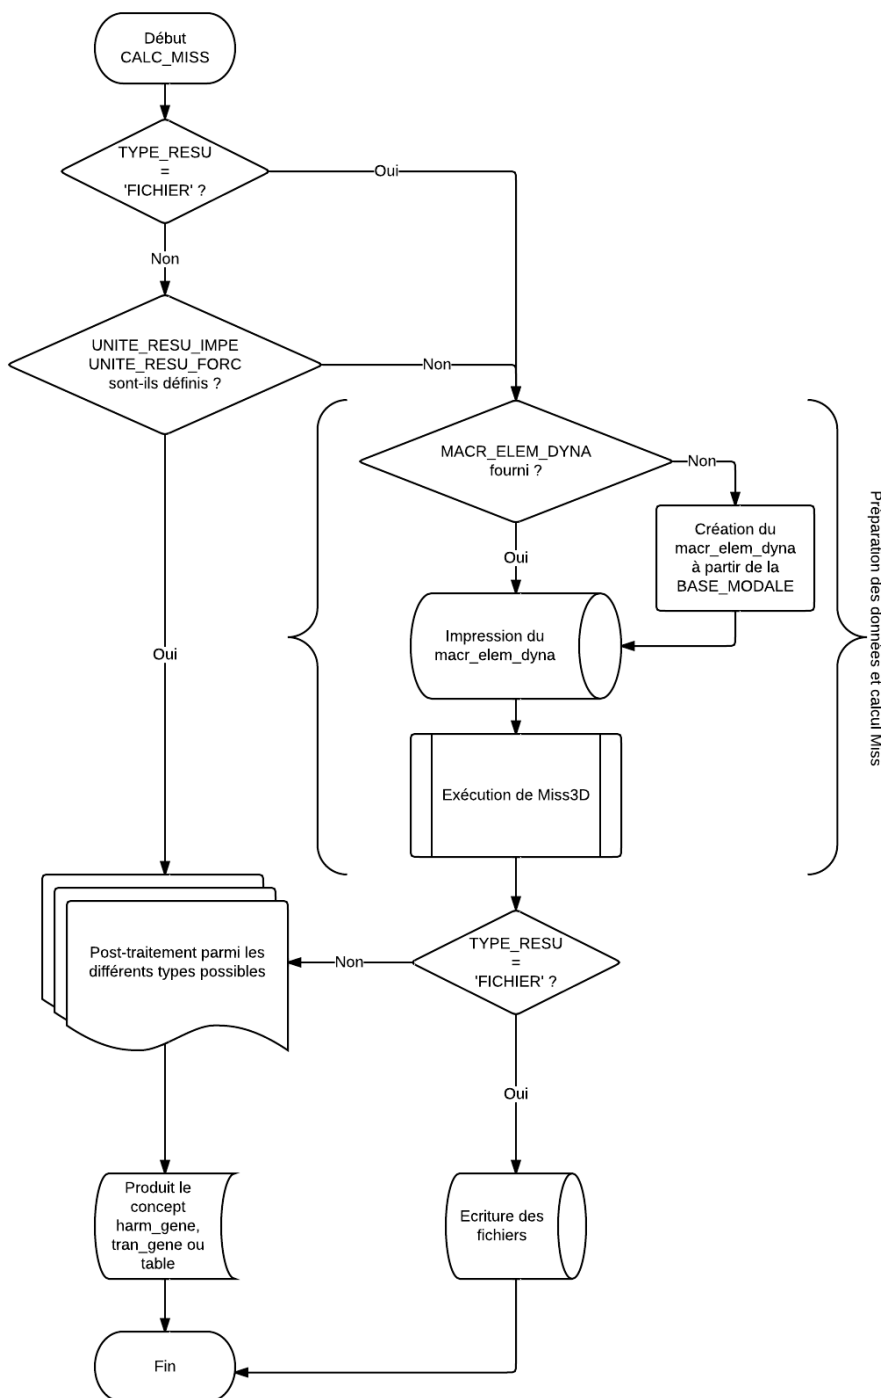 Début
CALC_MISS
TYPE_RESU
=
'FICHIER' ?
Oui
Non
UNITE_RESU_IMPE
UNITE_RESU_FORC
sont-ils définis ?
Non
MACR_ELEM_DYNA
fourni ?
Non
Création du
macr_elem_dyna
à partir de la
BASE_MODALE
Oui
Impression du
macr_elem_dyna
Oui
Préparation des données et calcul Miss
Exécution de Miss3D
TYPE_RESU
=
'FICHIER' ?
Non
Post-traitement parmi les
différents types possibles
Oui
Produit le
concept
harm_gene,
tran_gene ou
table
Ecriture des
fichiers
Fin